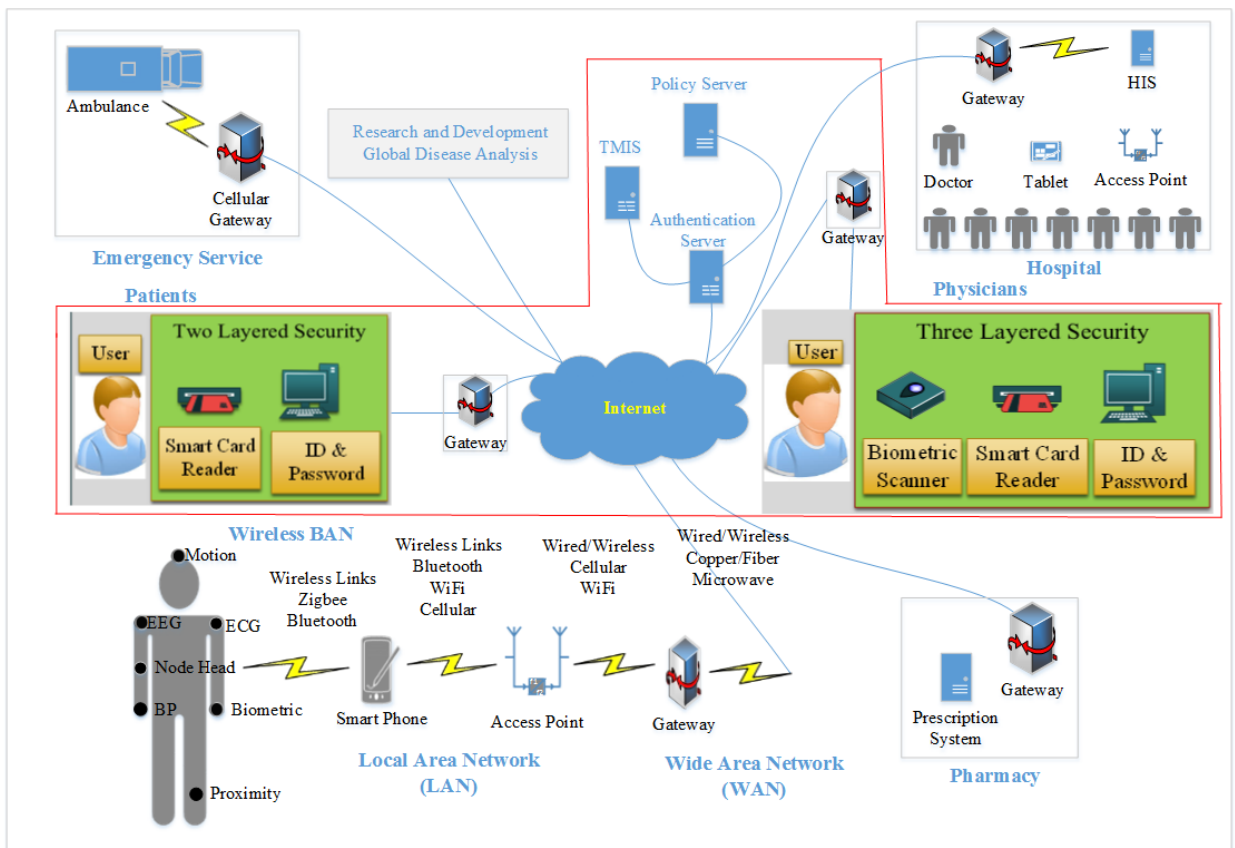 Ambulance
Cellular
Gateway
Emergency Service
Research and Development
Global Disease Analysis
Policy Server
TMIS
Authentication
Server
Gateway
Gateway
HIS
Doctor
Tablet
Access Point
Hospital
Patients
User
Two Layered Security
Smart Card
Reader
ID &
Password
Gateway
Internet
Physicians
User
Three Layered Security
Biometric
Scanner
Smart Card
Reader
ID &
Password
Wireless BAN
Motion
EEG
ECG
Node Head
BP
Biometric
Proximity
Wireless Links
Zigbee
Bluetooth
Wireless Links
Bluetooth
WiFi
Cellular
Wired/Wireless
Cellular
WiFi
Wired/Wireless
Copper/Fiber
Microwave
Smart Phone
Access Point
Gateway
Local Area Network
(LAN)
Wide Area Network
(WAN)
Prescription
System
Gateway
Pharmacy